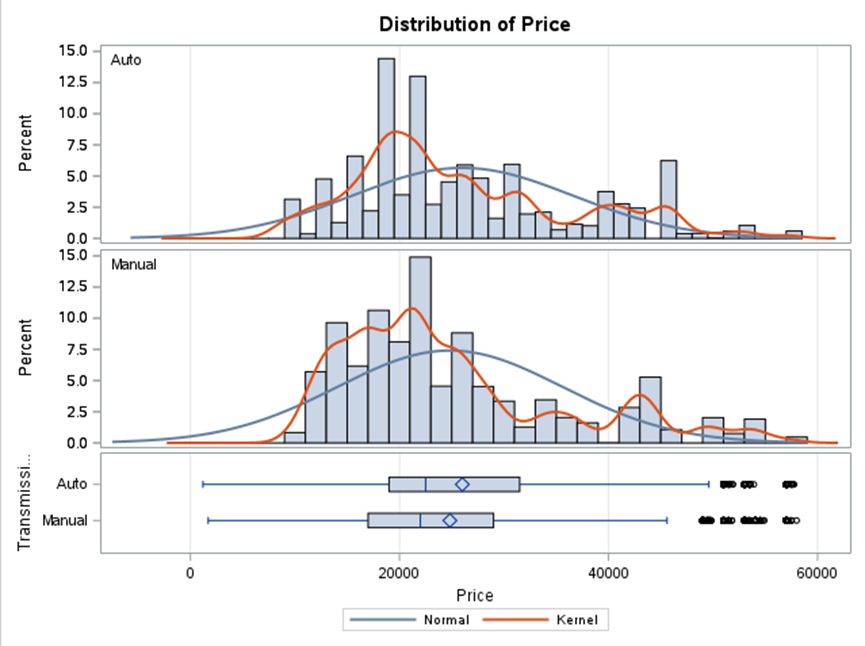 Distribution of Price
15.0
Auto
12.5
10.0
7.5
5.0
2.5
0.0
Percent
15.0
Manual
12.5
10.0
7.5
5.0
2.5
0.0
Percent
Transmissi...
Auto
Manual
0 20000 40000 60000
Price
Normal Kernel